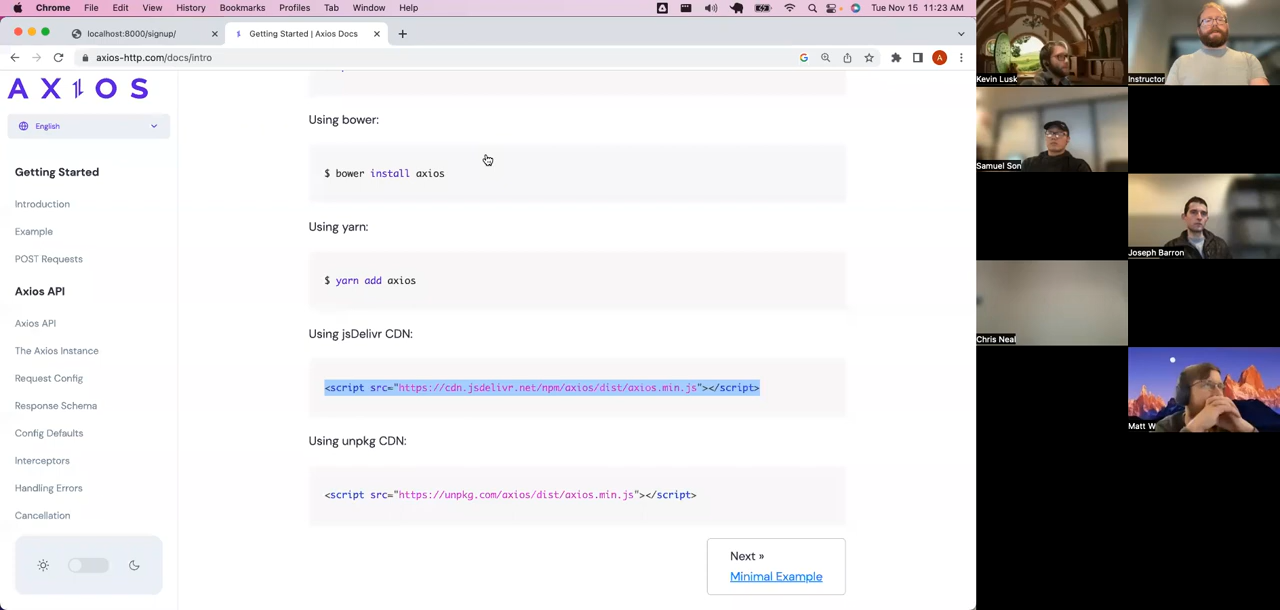 Chrome File Edit View History Bookmarks Profiles Tab Window Help Tue Nov 15 11:23 AM
localhost:8000/signup/ Getting Started | Axios Docs
axios-http.com/docs/intro
AXIOS
English
Getting Started
Introduction
Example
POST Requests
Axios API
Axios API
The Axios Instance
Request Config
Response Schema
Config Defaults
Interceptors
Handling Errors
Cancellation
Using bower:
$ bower install axios
Using yarn:
$ yarn add axios
Using jsDelivr CDN:
<script src="https://cdn.jsdelivr.net/npm/axios/dist/axios.min.js"></script>
Using unpkg CDN:
<script src="https://unpkg.com/axios/dist/axios.min.js"></script>
Next »
Minimal Example
Kevin Lusk
Instructor
Samuel Son
Joseph Barron
Chris Neal
Matt W